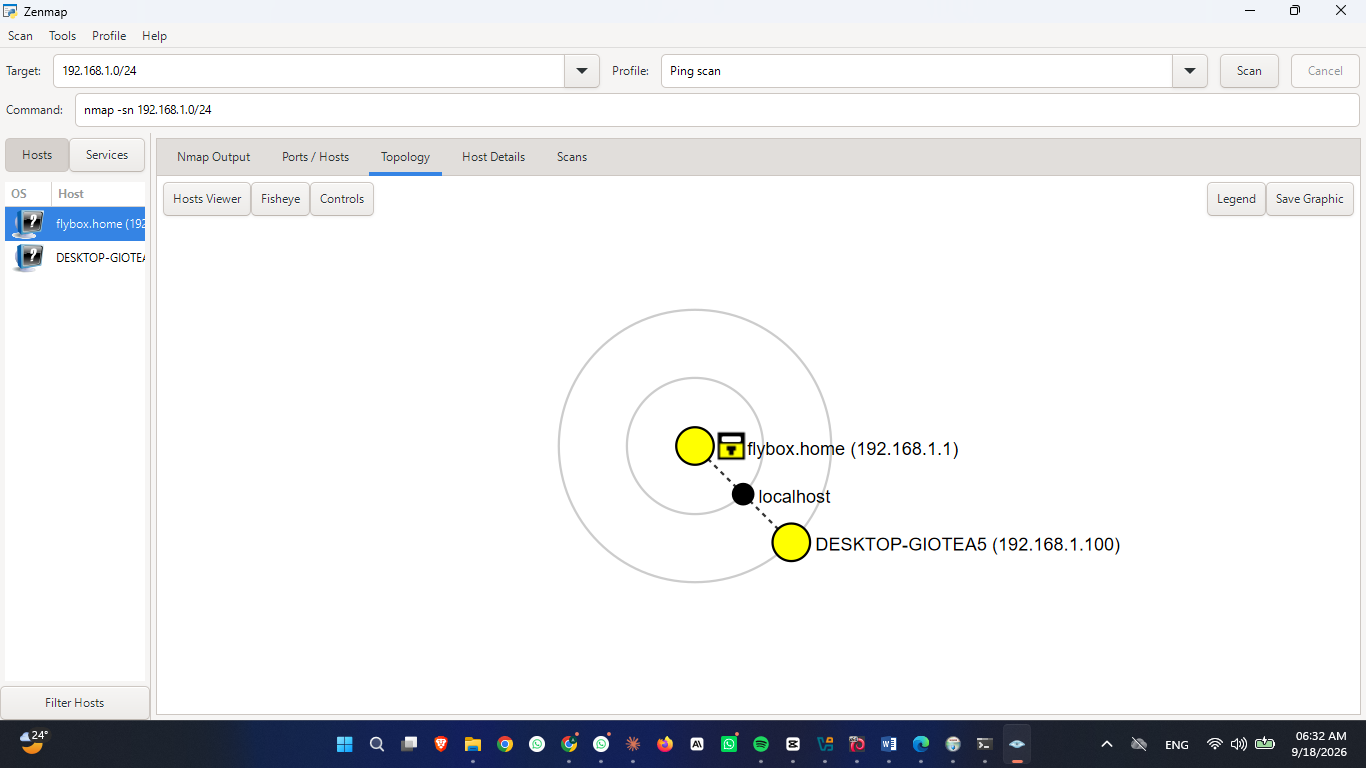 Zenmap
Scan Tools Profile Help
Target: 192.168.1.0/24 Profile: Ping scan Scan Cancel
Command: nmap -sn 192.168.1.0/24
Hosts Services
Nmap Output Ports / Hosts Topology Host Details Scans
OS Host
Hosts Viewer Fisheye Controls Legend Save Graphic
flybox.home (192
DESKTOP-GIOTEA
flybox.home (192.168.1.1)
localhost
DESKTOP-GIOTEA5 (192.168.1.100)
Filter Hosts
24°
ENG
06:32 AM
9/18/2026